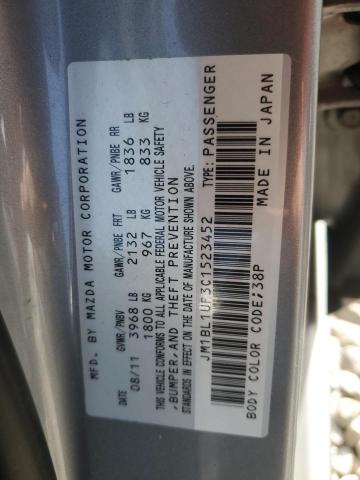 MFD. BY MAZDA MOTOR CORPORATION
DATE GVWR/PNBV GAWR/PNBE FRT GAWR/PNBE RR
08/11 3968 LB 2132 LB 1836 LB
1800 KG 967 KG 833 KG
THIS VEHICLE CONFORMS TO ALL APPLICABLE FEDERAL MOTOR VEHICLE SAFETY
,BUMPER,AND THEFT PREVENTION
STANDARDS IN EFFECT ON THE DATE OF MANUFACTURE SHOWN ABOVE.
JM1BL1UF3C1523452 TYPE: PASSENGER
BODY COLOR CODE;38P MADE IN JAPAN